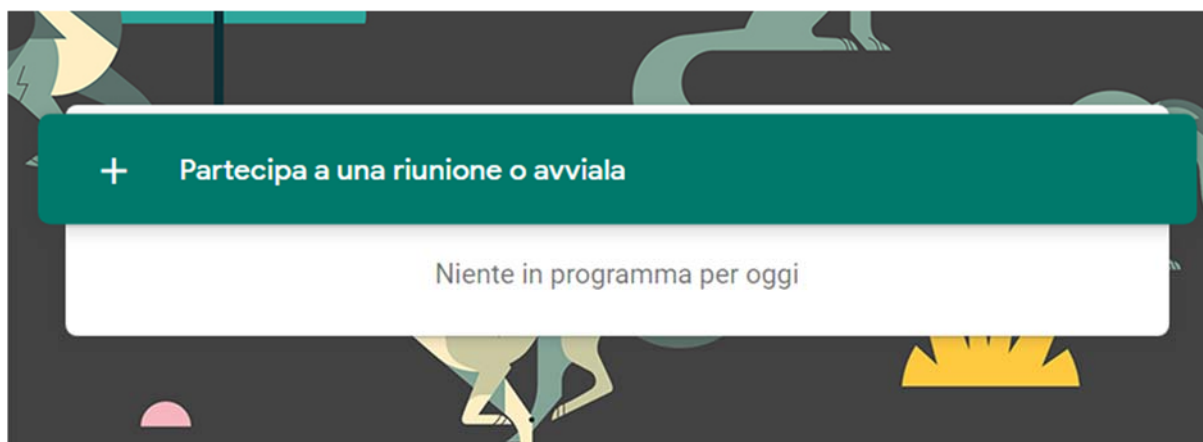 Partecipa a una riunione o avviala
Niente in programma per oggi